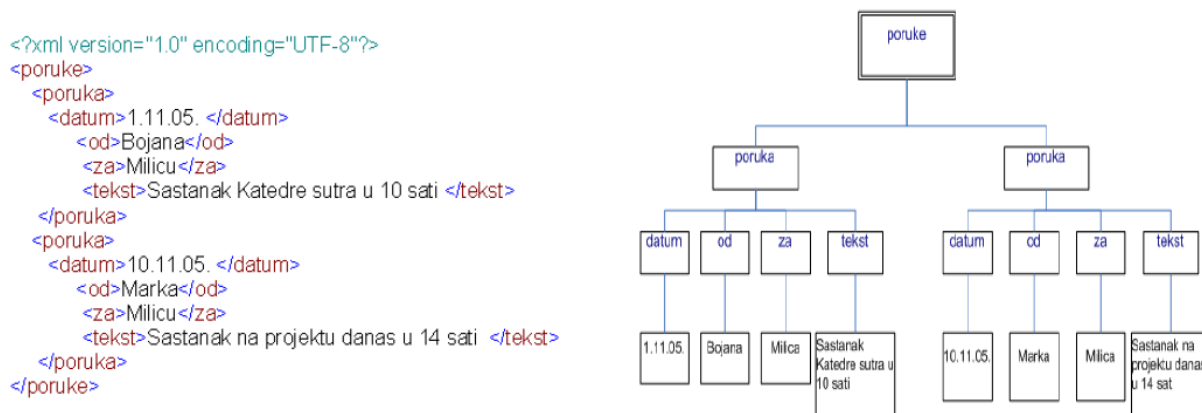 <?xml version="1.0" encoding="UTF-8"?>
<poruke>
<poruka>
<datum>1.11.05. </datum>
<od>Bojana</od>
<za>Milicu</za>
<tekst>Sastanak Katedre sutra u 10 sati </tekst>
</poruka>
<poruka>
<datum>10.11.05. </datum>
<od>Marka</od>
<za>Milicu</za>
<tekst>Sastanak na projektu danas u 14 sati </tekst>
</poruka>
</poruke>
poruke
poruka poruka
datum od za tekst datum od za tekst
1.11.05. Bojana Milica Sastanak 10.11.05. Marka Milica Sastanak na
Katedre sutra u projektu danas
10 sati u 14 sat